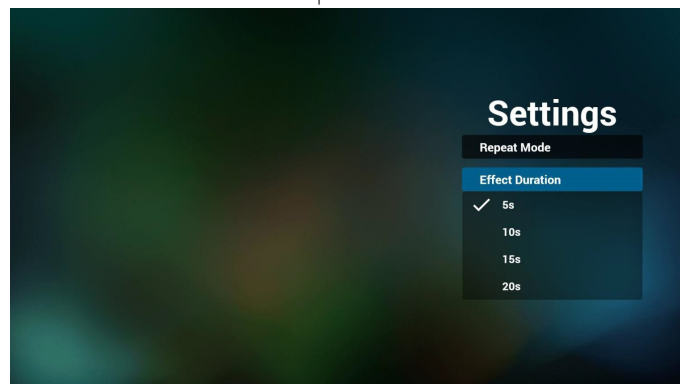 Settings
Repeat Mode
Effect Duration
5s
10s
15s
20s